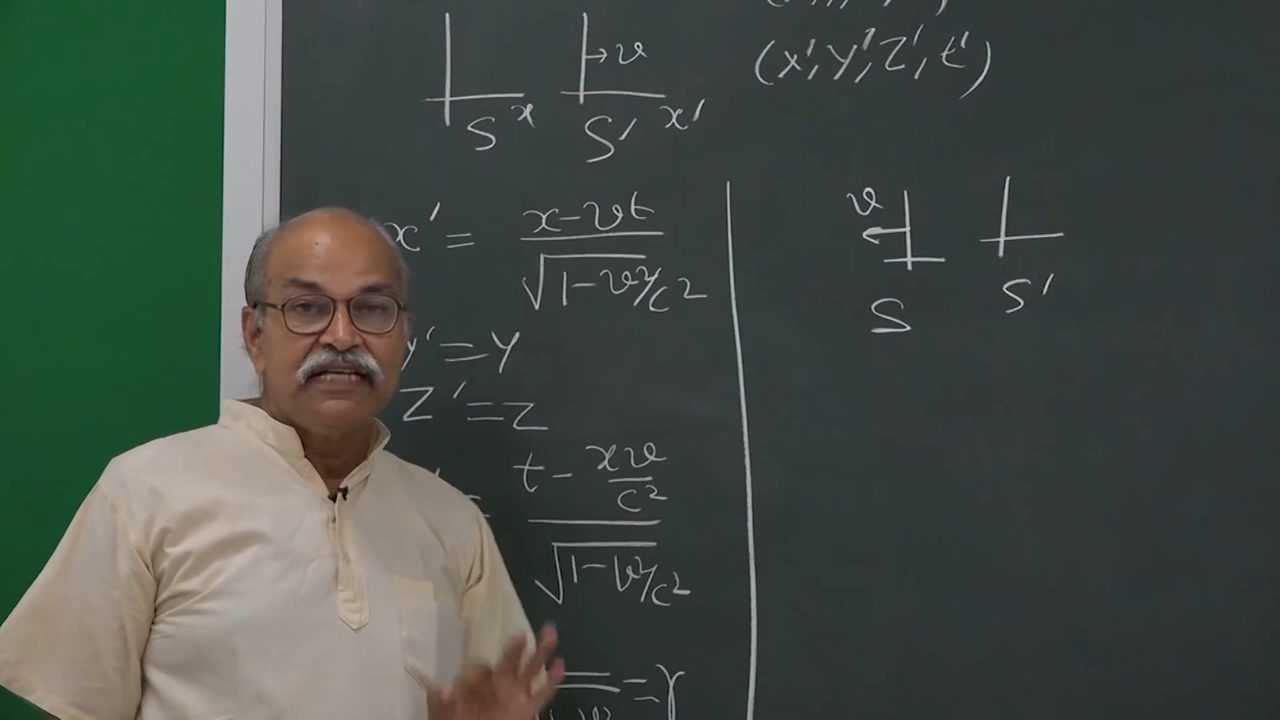 →v
(x', y', z', t')
S x
S' x'
x' = x-vt / √1-v²/c²
y' = y
z' = z
t - xv/c² / √1-v²/c²
= γ
v
S
S'